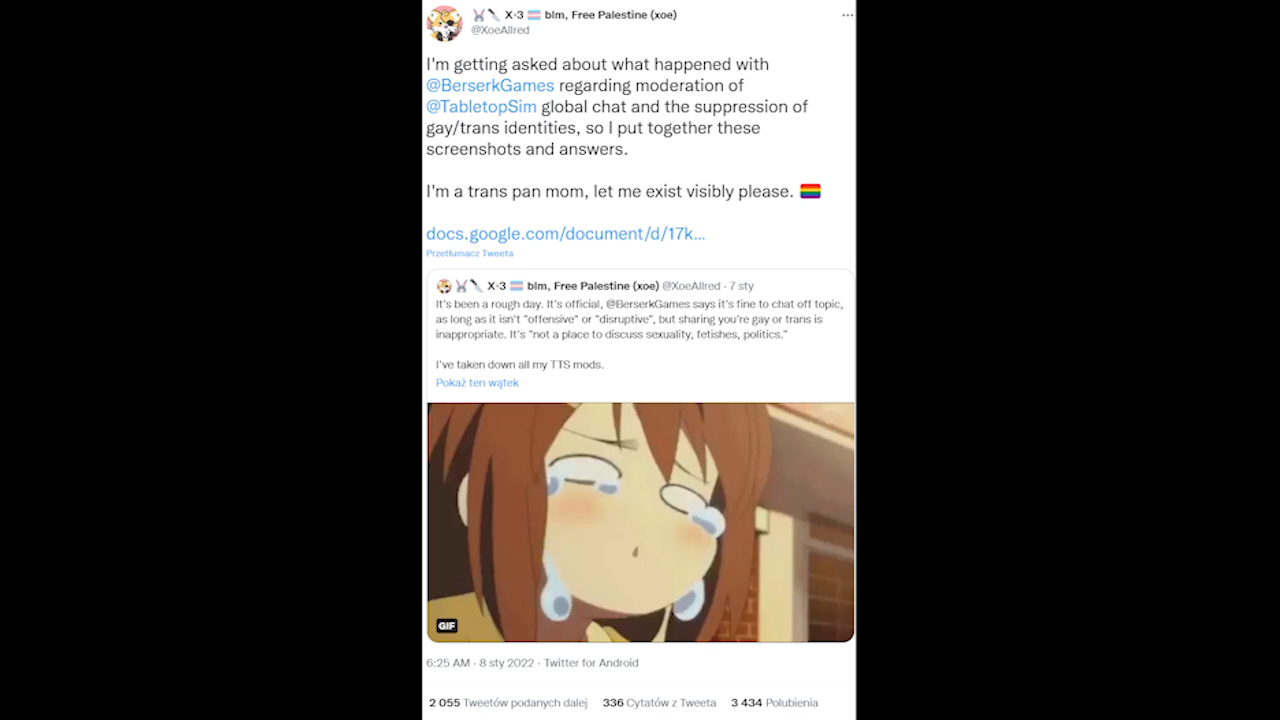 X-3 blm, Free Palestine (xoe)
@XoeAllred
I'm getting asked about what happened with
@BerserkGames regarding moderation of
@TabletopSim global chat and the suppression of
gay/trans identities, so I put together these
screenshots and answers.
I'm a trans pan mom, let me exist visibly please.
docs.google.com/document/d/17k...
Przetłumacz Tweeta
X-3 blm, Free Palestine (xoe) @XoeAllred · 7 sty
It's been a rough day. It's official, @BerserkGames says it's fine to chat off topic,
as long as it isn't "offensive" or "disruptive", but sharing you're gay or trans is
inappropriate. It's "not a place to discuss sexuality, fetishes, politics."
I've taken down all my TTS mods.
Pokaż ten wątek
GIF
6:25 AM · 8 sty 2022 · Twitter for Android
2 055 Tweetów podanych dalej 336 Cytatów z Tweeta 3 434 Polubienia